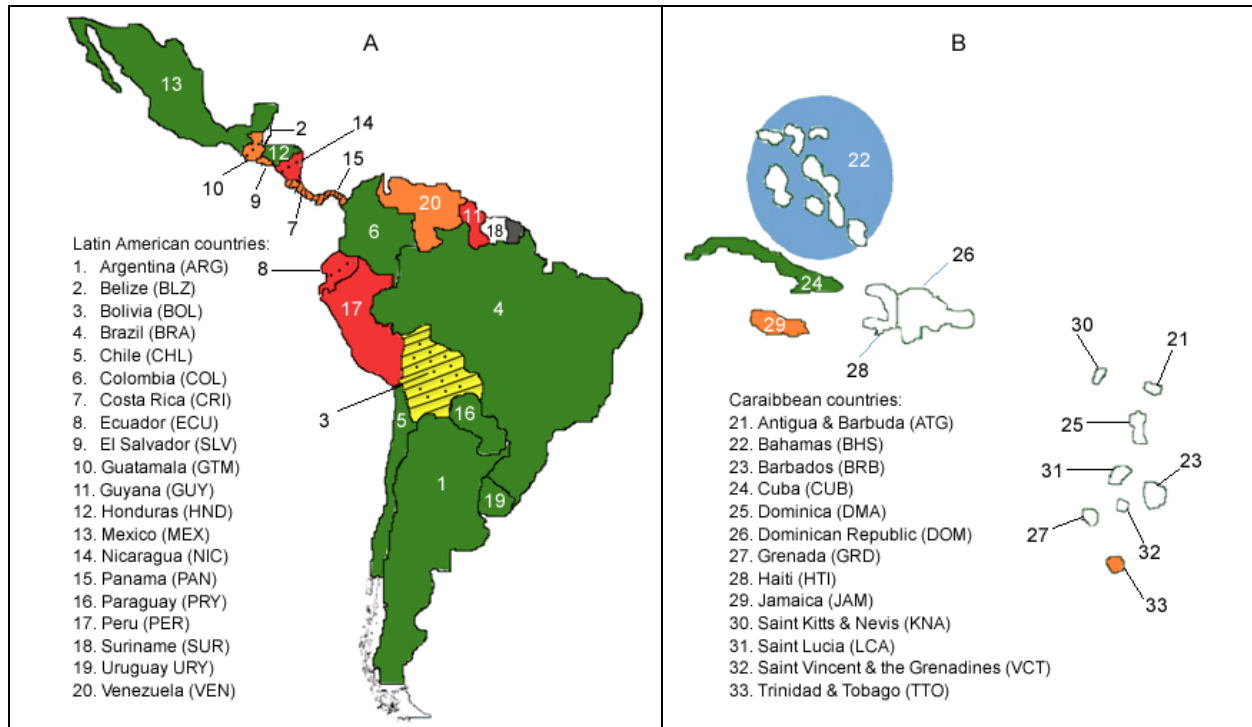 A
13
2
14
12
15
10
9
7
20
11
18
6
8
17
4
3
5
16
1
19
Latin American countries:
1. Argentina (ARG)
2. Belize (BLZ)
3. Bolivia (BOL)
4. Brazil (BRA)
5. Chile (CHL)
6. Colombia (COL)
7. Costa Rica (CRI)
8. Ecuador (ECU)
9. El Salvador (SLV)
10. Guatamala (GTM)
11. Guyana (GUY)
12. Honduras (HND)
13. Mexico (MEX)
14. Nicaragua (NIC)
15. Panama (PAN)
16. Paraguay (PRY)
17. Peru (PER)
18. Suriname (SUR)
19. Uruguay URY)
20. Venezuela (VEN)
B
22
26
24
29
28
30
21
25
31
23
27
32
33
Caraibbean countries:
21. Antigua & Barbuda (ATG)
22. Bahamas (BHS)
23. Barbados (BRB)
24. Cuba (CUB)
25. Dominica (DMA)
26. Dominican Republic (DOM)
27. Grenada (GRD)
28. Haiti (HTI)
29. Jamaica (JAM)
30. Saint Kitts & Nevis (KNA)
31. Saint Lucia (LCA)
32. Saint Vincent & the Grenadines (VCT)
33. Trinidad & Tobago (TTO)